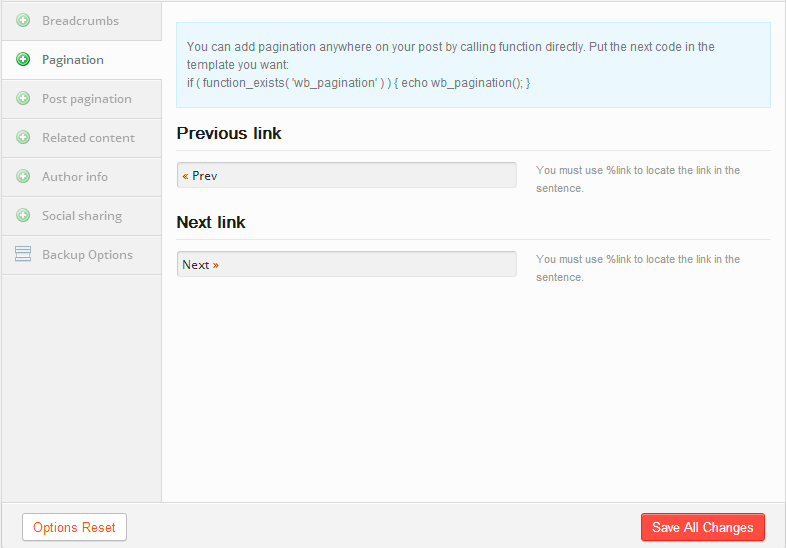 Breadcrumbs
Pagination
Post pagination
Related content
Author info
Social sharing
Backup Options
You can add pagination anywhere on your post by calling function directly. Put the next code in the
template you want:
if ( function_exists( 'wb_pagination' ) ) { echo wb_pagination(); }
Previous link
« Prev
You must use %link to locate the link in the
sentence.
Next link
Next »
You must use %link to locate the link in the
sentence.
Options Reset
Save All Changes